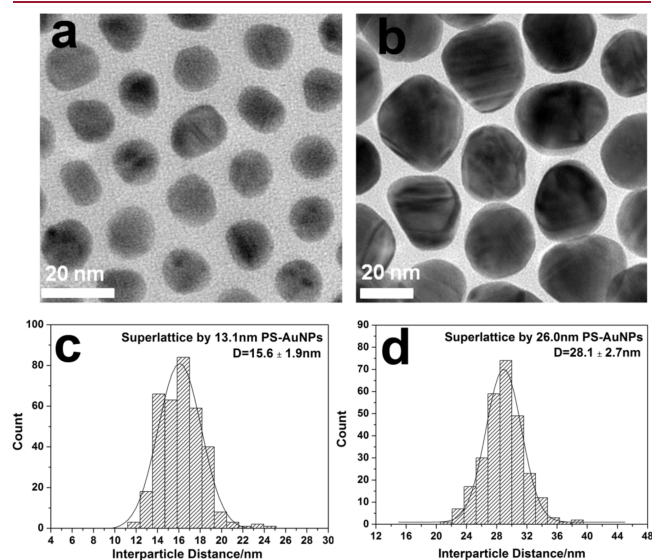 a
b
20 nm
20 nm
c
Superlattice by 13.1nm PS-AuNPs
D=15.6 ± 1.9nm
100
80
60
40
20
0
Count
4 6 8 10 12 14 16 18 20 22 24 26 28 30
Interparticle Distance/nm
d
Superlattice by 26.0nm PS-AuNPs
D=28.1 ± 2.7nm
90
80
70
60
50
40
30
20
10
0
Count
12 16 20 24 28 32 36 40 44 48
Interparticle Distance/nm